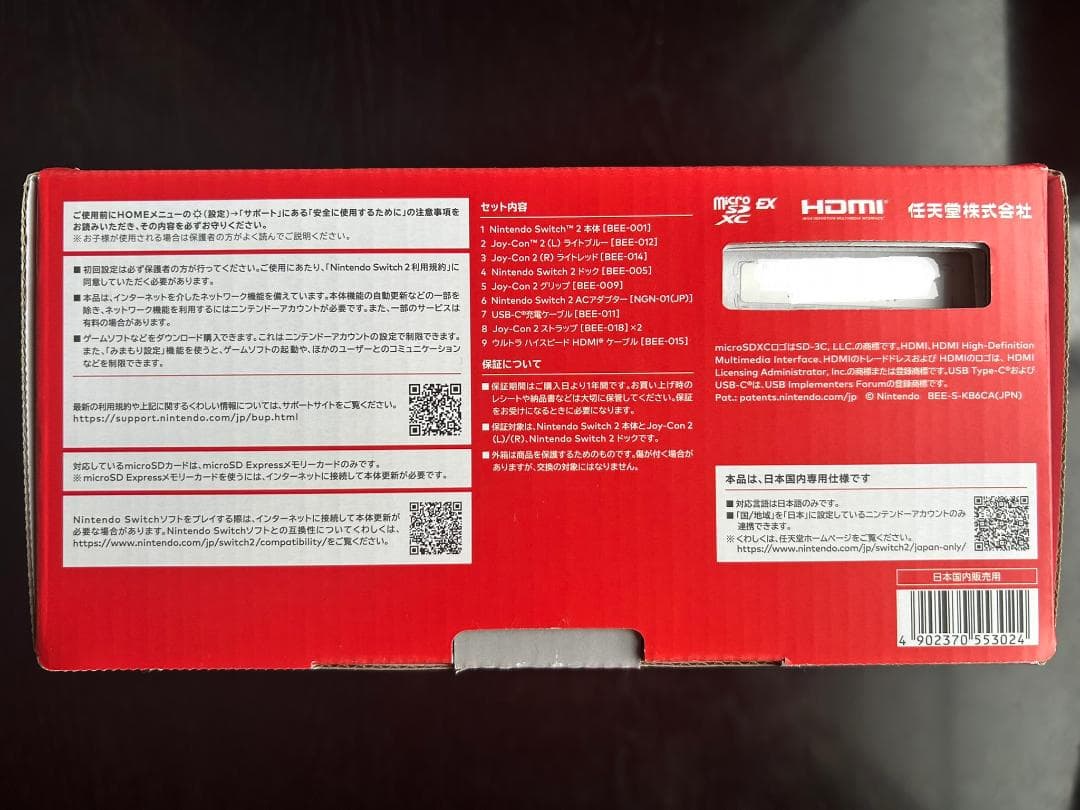 ご使用前にHOMEメニューの(設定)→「サポート」にある「安全に使用するために」の注意事項を
お読みいただき、その内容を必ずお守りください。
※お子様が使用される場合は保護者の方がよく読んでご説明ください。
■初回設定は必ず保護者の方が行ってください。ご使用にあたり、「Nintendo Switch 2 利用規約」に
同意していただく必要があります。
■本品は、インターネットを介したネットワーク機能を備えています。本体機能の自動更新などの一部を
除き、ネットワーク機能を利用するにはニンテンドーアカウントが必要です。また、一部のサービスは
有料の場合があります。
■ゲームソフトなどをダウンロード購入できます。これはニンテンドーアカウントの設定で制限できます。
また、「みまもり設定」機能を使うと、ゲームソフトの起動や、ほかのユーザーとのコミュニケーション
などを制限できます。
最新の利用規約や上記に関するくわしい情報については、サポートサイトをご覧ください。
https://support.nintendo.com/jp/bup.html
対応しているmicroSDカードは、microSD Expressメモリーカードのみです。
※microSD Expressメモリーカードを使うには、インターネットに接続して本体更新が必要です。
Nintendo Switchソフトをプレイする際は、インターネットに接続して本体更新が
必要な場合があります。Nintendo Switchソフトとの互換性についてくわしくは、
https://www.nintendo.com/jp/switch2/compatibility/をご覧ください。
セット内容
1 Nintendo Switch™ 2 本体 [BEE-001]
2 Joy-Con™ 2 (L) ライトブルー [BEE-012]
3 Joy-Con 2 (R) ライトレッド [BEE-014]
4 Nintendo Switch 2 ドック [BEE-005]
5 Joy-Con 2 グリップ [BEE-009]
6 Nintendo Switch 2 ACアダプター [NGN-01(JP)]
7 USB-C®充電ケーブル [BEE-011]
8 Joy-Con 2 ストラップ [BEE-018] ×2
9 ウルトラ ハイスピード HDMI® ケーブル [BEE-015]
保証について
■保証期間はご購入日より1年間です。お買い上げ時の
レシートや納品書などは大切に保管してください。保証
をお受けになるときに必要になります。
■保証対象は、Nintendo Switch 2 本体とJoy-Con 2
(L)/(R)、Nintendo Switch 2 ドックです。
■外箱は商品を保護するためのものです。傷が付く場合が
ありますが、交換の対象にはなりません。
micro SD XC EX HDMI 任天堂株式会社
HIGH-DEFINITION MULTIMEDIA INTERFACE
microSDXCロゴはSD-3C, LLC.の商標です。HDMI、HDMI High-Definition
Multimedia Interface、HDMIのトレードドレスおよび HDMIのロゴは、HDMI
Licensing Administrator, Inc.の商標または登録商標です。USB Type-C®および
USB-C®は、USB Implementers Forumの登録商標です。
Pat.: patents.nintendo.com/jp © Nintendo BEE-S-KB6CA(JPN)
本品は、日本国内専用仕様です
■対応言語は日本語のみです。
■「国/地域」を「日本」に設定しているニンテンドーアカウントのみ
連携できます。
※くわしくは、任天堂ホームページをご覧ください。
https://www.nintendo.com/jp/switch2/japan-only/
日本国内販売用
4 902370 553024